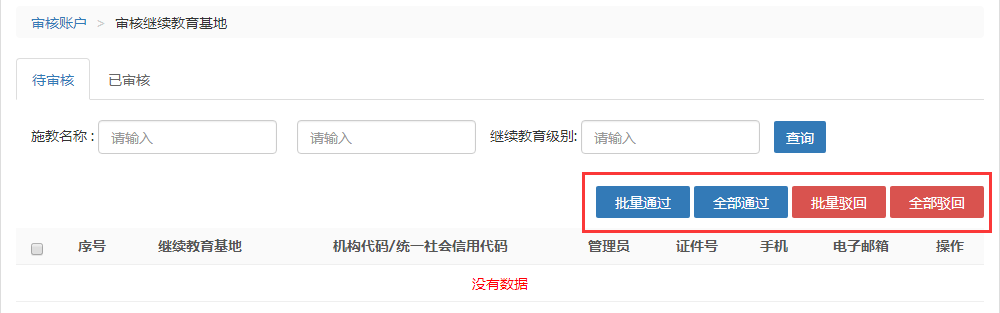 审核账户 > 审核继续教育基地
待审核 已审核
施教名称 : 请输入 请输入 继续教育级别: 请输入 查询
批量通过 全部通过 批量驳回 全部驳回
序号 继续教育基地 机构代码/统一社会信用代码 管理员 证件号 手机 电子邮箱 操作
没有数据